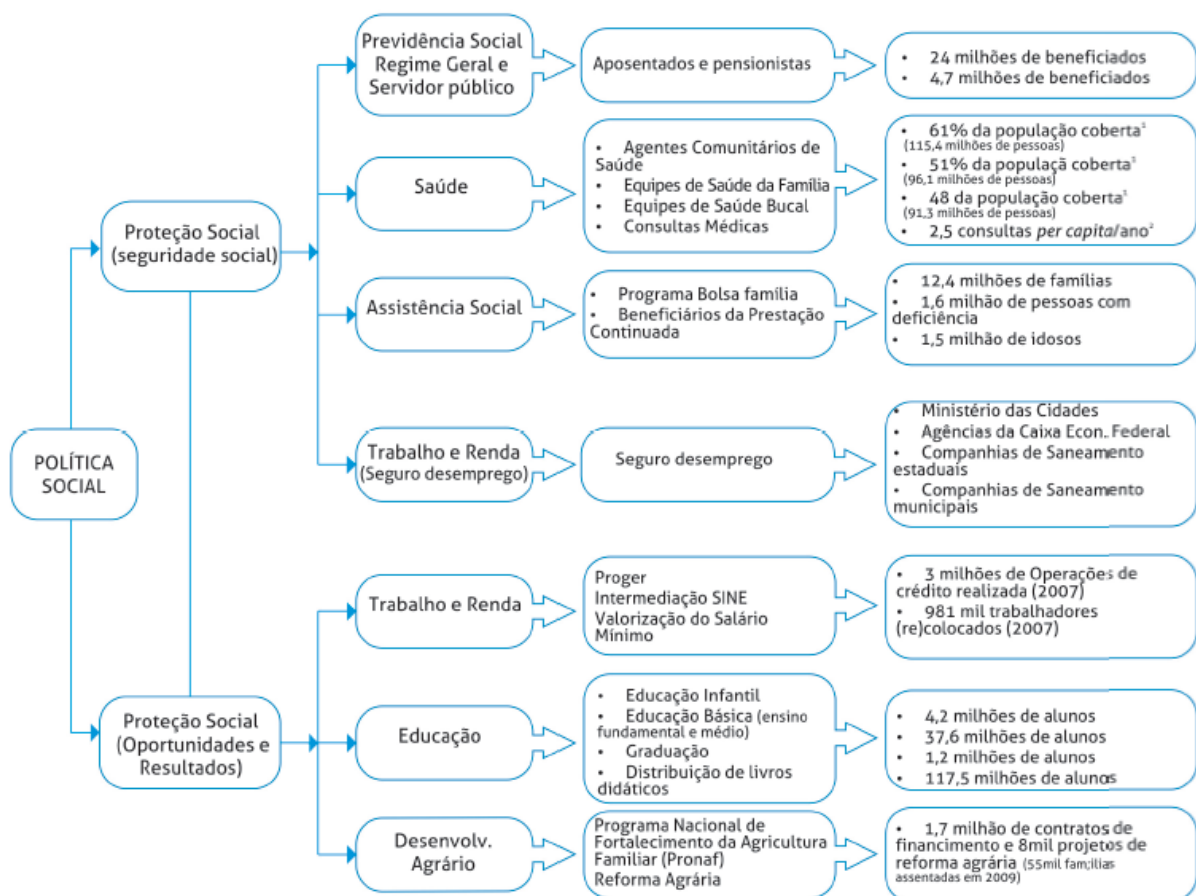 Previdência Social
Regime Geral e
Servidor público
Aposentados e pensionistas
• 24 milhões de beneficiados
• 4,7 milhões de beneficiados
Saúde
• Agentes Comunitários de
Saúde
• Equipes de Saúde da Família
• Equipes de Saúde Bucal
• Consultas Médicas
• 61% da população coberta¹
(115,4 milhões de pessoas)
• 51% da populaçã coberta¹
(96,1 milhões de pessoas)
• 48 da população coberta¹
(91,3 milhões de pessoas)
• 2,5 consultas per capita/ano²
Proteção Social
(seguridade social)
Assistência Social
• Programa Bolsa família
• Beneficiários da Prestação
Continuada
• 12,4 milhões de famílias
• 1,6 milhão de pessoas com
deficiência
• 1,5 milhão de idosos
POLÍTICA
SOCIAL
Trabalho e Renda
(Seguro desemprego)
Seguro desemprego
• Ministério das Cidades
• Agências da Caixa Econ. Federal
• Companhias de Saneamento
estaduais
• Companhias de Saneamento
municipais
Trabalho e Renda
Proger
Intermediação SINE
Valorização do Salário
Mínimo
• 3 milhões de Operações de
crédito realizada (2007)
• 981 mil trabalhadores
(re)colocados (2007)
Proteção Social
(Oportunidades e
Resultados)
Educação
• Educação Infantil
• Educação Básica (ensino
fundamental e médio)
• Graduação
• Distribuição de livros
didáticos
• 4,2 milhões de alunos
• 37,6 milhões de alunos
• 1,2 milhões de alunos
• 117,5 milhões de alunos
Desenvolv.
Agrário
Programa Nacional de
Fortalecimento da Agricultura
Familiar (Pronaf)
Reforma Agrária
• 1,7 milhão de contratos de
financimento e 8mil projetos de
reforma agrária (55mil fam;ilias
assentadas em 2009)